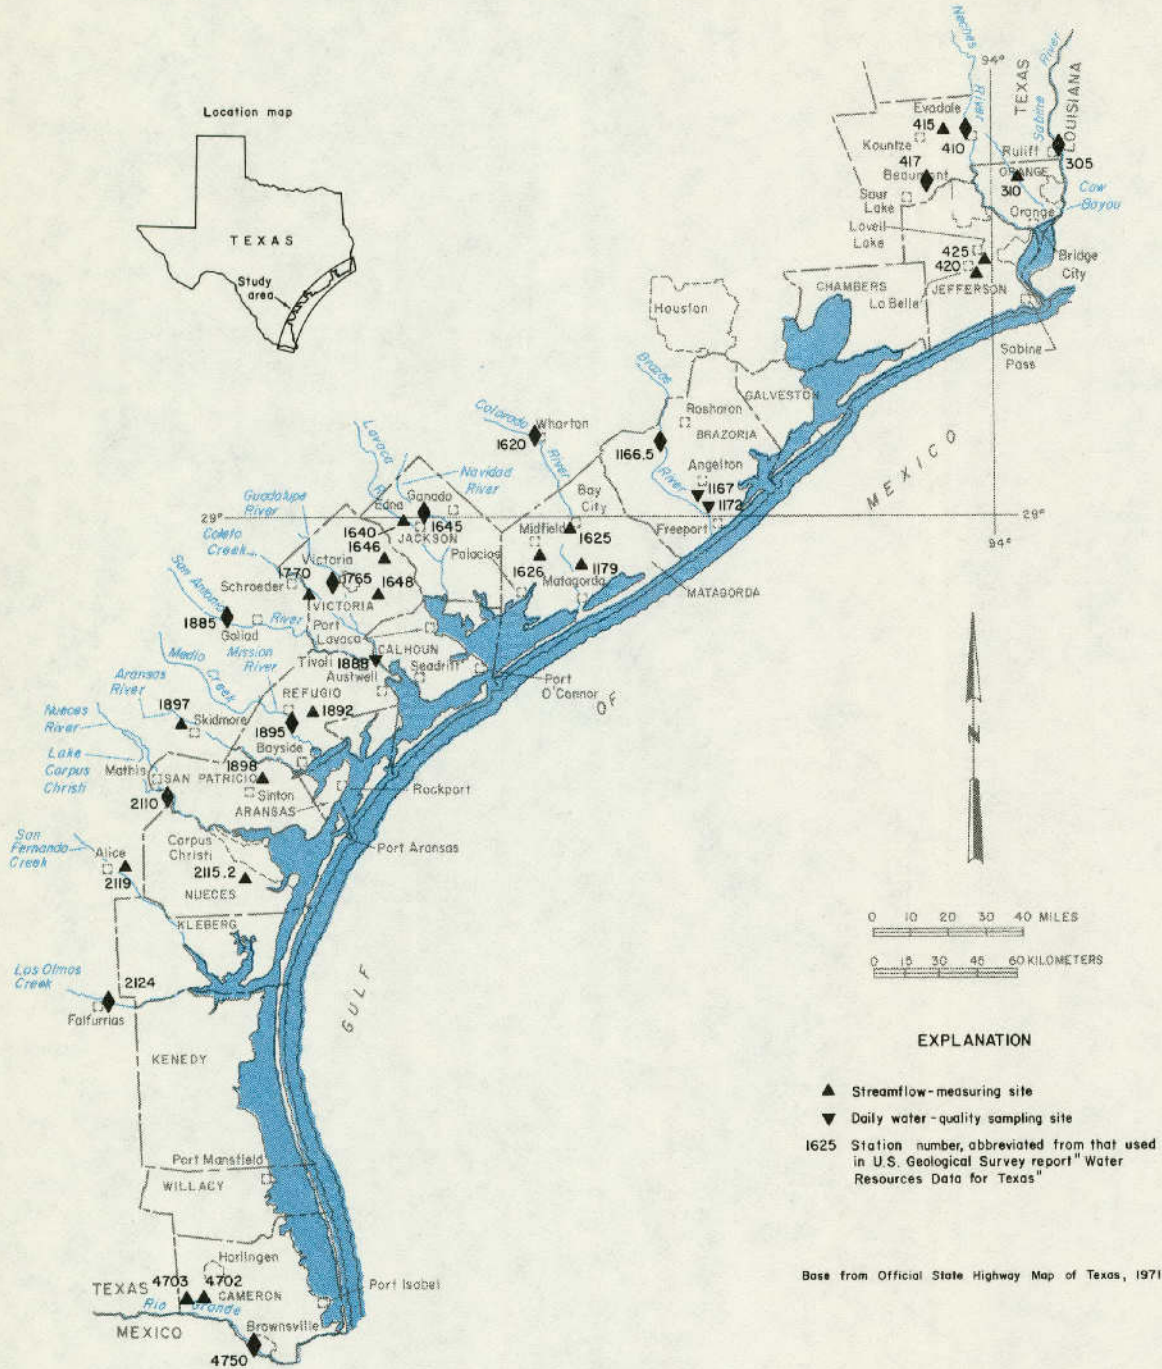 Location map
TEXAS
Study
area
Neches
River
94°
TEXAS
Sabine
River
LOUISIANA
Evadale
415
Kountze
410
417
Beaumont
Ruliff
305
ORANGE
310
Cow
Bayou
Sour
Lake
Orange
Lovell
Lake
425
420
Bridge
City
JEFFERSON
La Belle
CHAMBERS
Sabine
Pass
Houston
GALVESTON
Brazos
River
Rosharon
BRAZORIA
1166.5
Angelton
1167
1172
Freeport
29°
94°
MEXICO
Colorado
River
Wharton
1620
Lavaca
R
Navidad
River
Bay
City
Guadalupe
River
Edna
Ganado
1645
1640
JACKSON
Midfield
1625
Coleto
Creek
1646
Palacios
1626
1179
Matagorda
MATAGORDA
29°
San Antonio
River
Victoria
1770
1765
1648
Schroeder
VICTORIA
1885
Goliad
Port
Lavaca
CALHOUN
Mission
River
Medio
Creek
Tivoli
1888
Austwell
Seadrift
Port
O'Connor
OF
Aransas
River
REFUGIO
1892
Nueces
River
1897
Skidmore
1895
Bayside
Lake
Corpus
Christi
Mathis
SAN PATRICIO
1898
Sinton
ARANSAS
Rockport
2110
San
Fernando
Creek
Corpus
Christi
Port Aransas
Alice
2119
2115.2
NUECES
KLEBERG
Los Olmos
Creek
2124
Falfurrias
GULF
KENEDY
Port Mansfield
WILLACY
Harlingen
4703
4702
TEXAS
CAMERON
Port Isabel
Rio Grande
MEXICO
Brownsville
4750
N
0 10 20 30 40 MILES
0 15 30 45 60 KILOMETERS
EXPLANATION
Streamflow-measuring site
Daily water-quality sampling site
1625 Station number, abbreviated from that used
in U.S. Geological Survey report "Water
Resources Data for Texas"
Base from Official State Highway Map of Texas, 1971